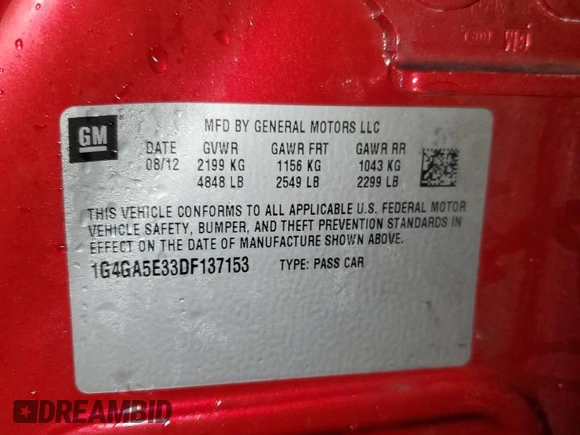 GM
MFD BY GENERAL MOTORS LLC
DATE GVWR GAWR FRT GAWR RR
08/12 2199 KG 1156 KG 1043 KG
4848 LB 2549 LB 2299 LB
THIS VEHICLE CONFORMS TO ALL APPLICABLE U.S. FEDERAL MOTOR
VEHICLE SAFETY, BUMPER, AND THEFT PREVENTION STANDARDS IN
EFFECT ON THE DATE OF MANUFACTURE SHOWN ABOVE.
1G4GA5E33DF137153 TYPE: PASS CAR
DREAMBID